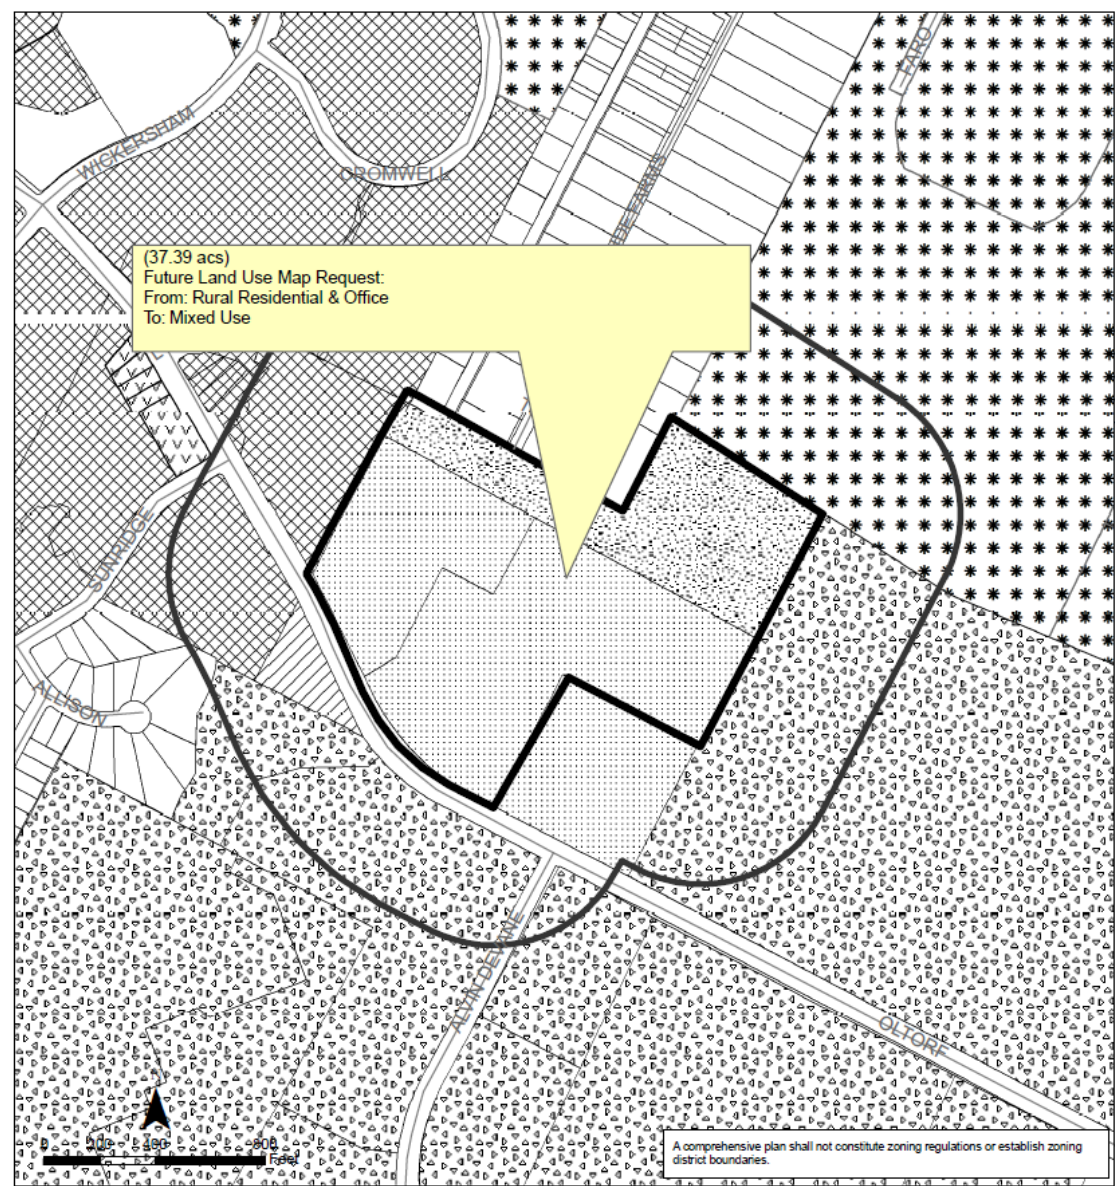 FARO
WICKERSHAM
CROMWELL
(37.39 acs)
Future Land Use Map Request:
From: Rural Residential & Office
To: Mixed Use
SUNRIDGE
ALLISON
ALVIN DEVANE
OLTORF
0 200 400 800
Feet
A comprehensive plan shall not constitute zoning regulations or establish zoning
district boundaries.